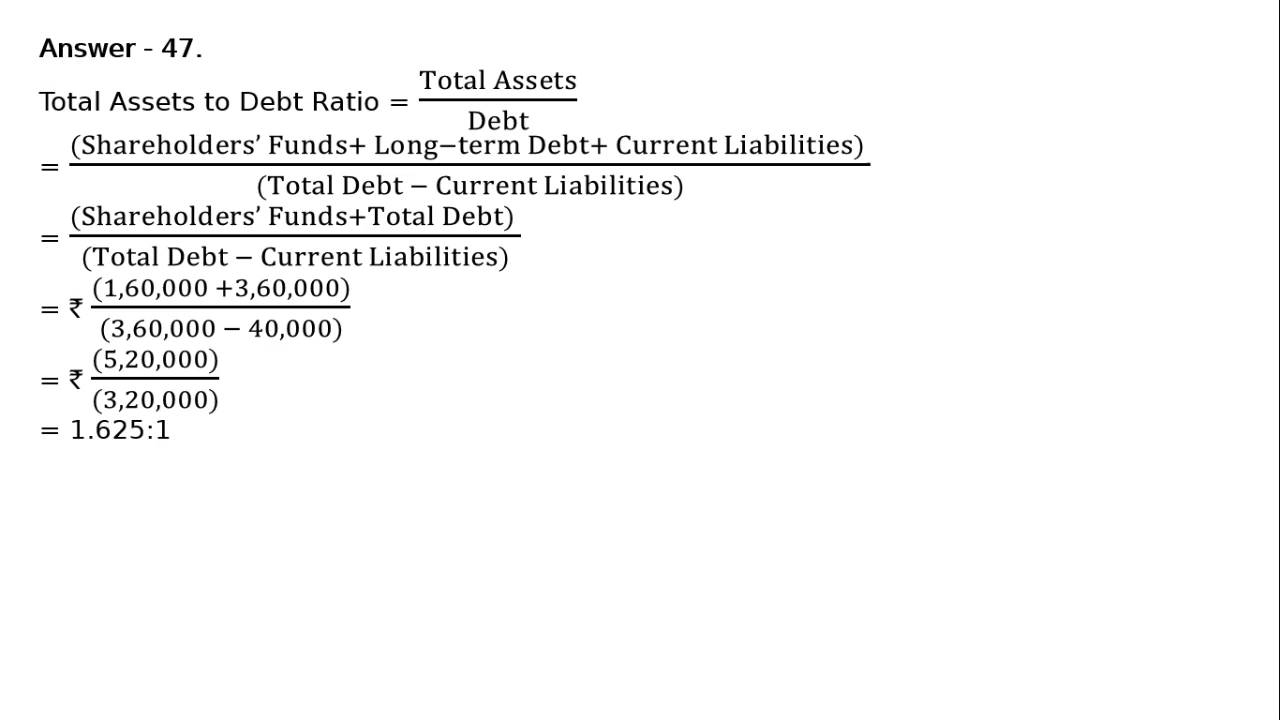 Answer - 47.
Total Assets to Debt Ratio = Total Assets / Debt
= (Shareholders’ Funds+ Long−term Debt+ Current Liabilities) / (Total Debt − Current Liabilities)
= (Shareholders’ Funds+Total Debt) / (Total Debt − Current Liabilities)
= ₹ (1,60,000 +3,60,000) / (3,60,000 − 40,000)
= ₹ (5,20,000) / (3,20,000)
= 1.625:1